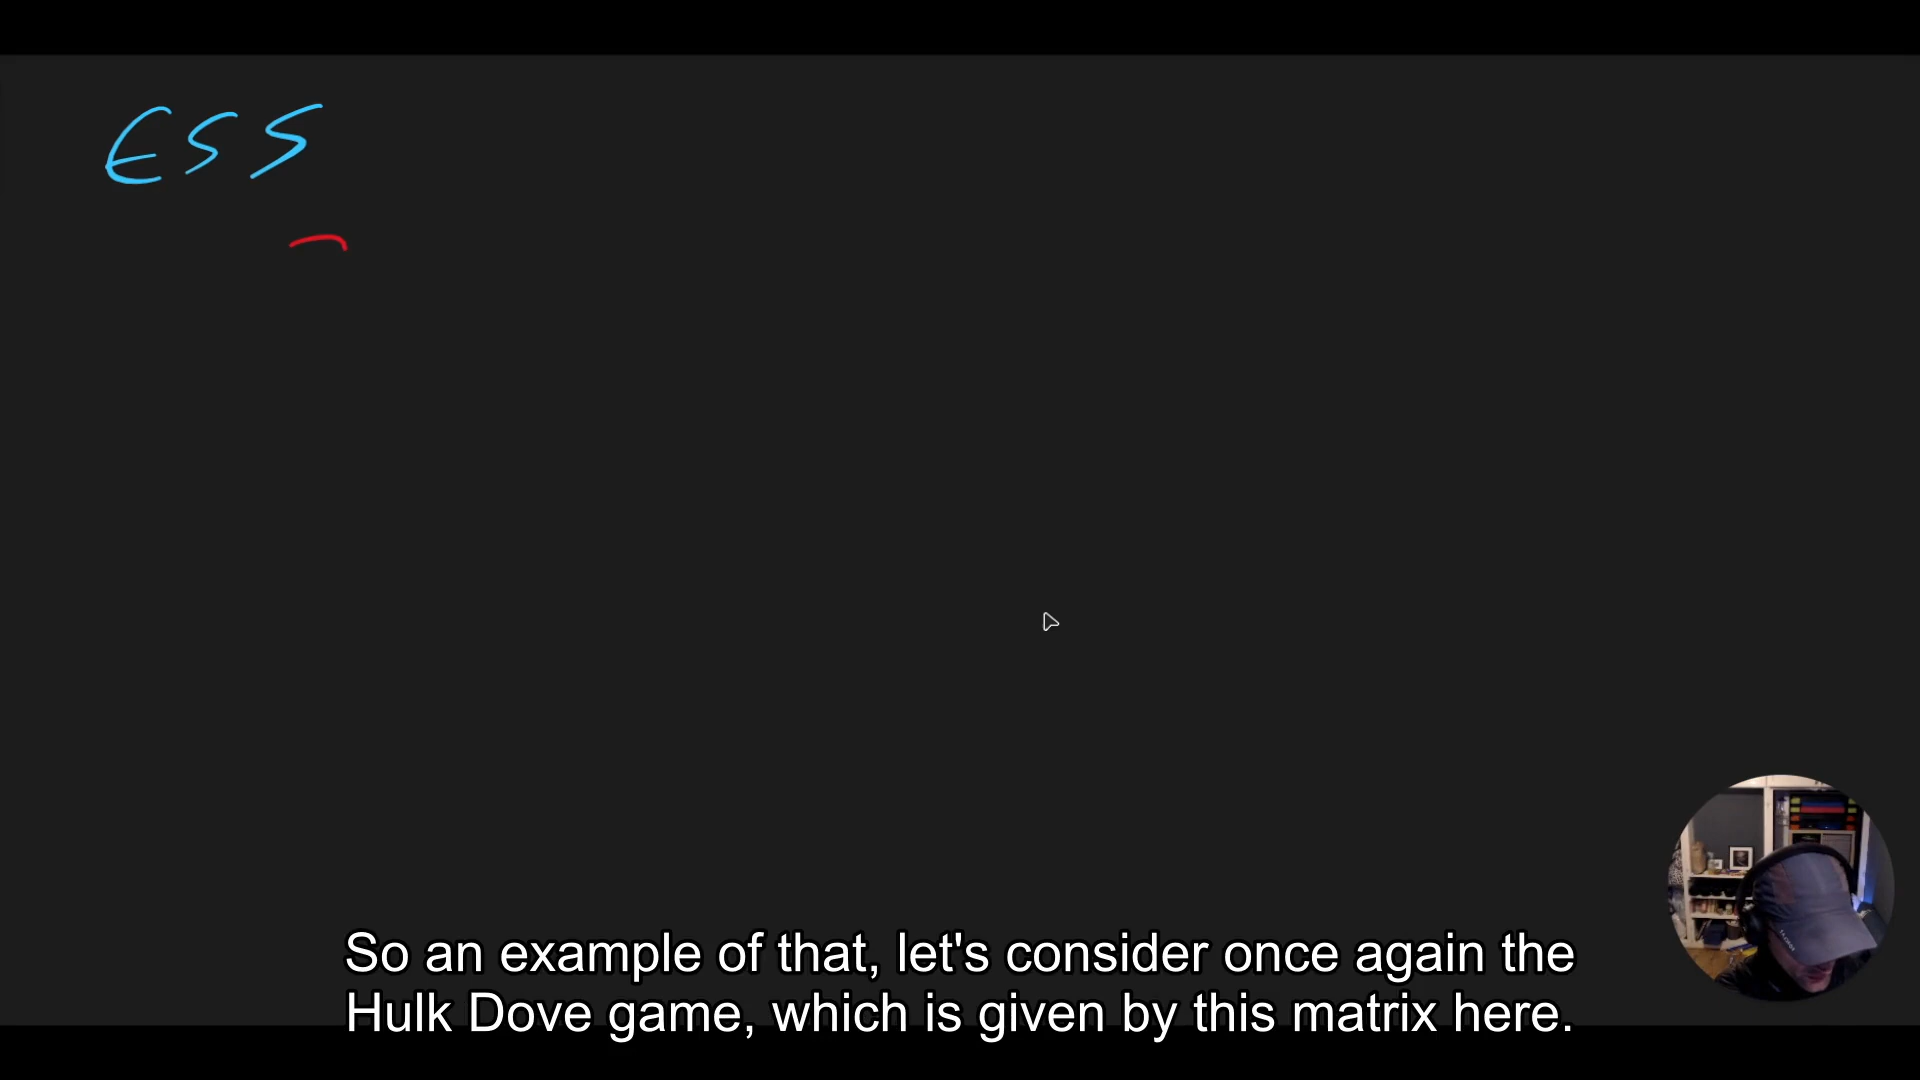 ESS
So an example of that, let's consider once again the
Hulk Dove game, which is given by this matrix here.